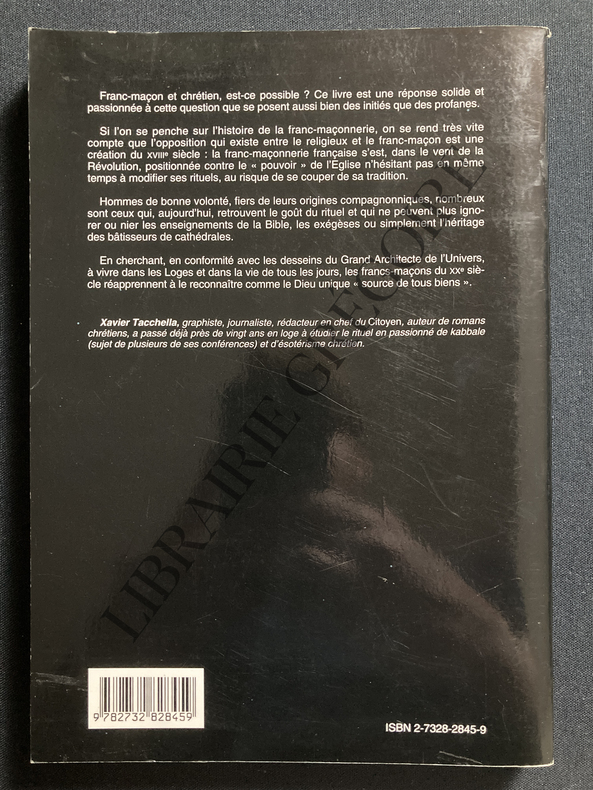 Franc-maçon et chrétien, est-ce possible ? Ce livre est une réponse solide et
passionnée à cette question que se posent aussi bien des initiés que des profanes.
Si l'on se penche sur l'histoire de la franc-maçonnerie, on se rend très vite
compte que l'opposition qui existe entre le religieux et le franc-maçon est une
création du XVIIIe siècle : la franc-maçonnerie française s'est, dans le vent de la
Révolution, positionnée contre le « pouvoir » de l'Eglise n'hésitant pas en même
temps à modifier ses rituels, au risque de se couper de sa tradition.
Hommes de bonne volonté, fiers de leurs origines compagnonniques, nombreux
sont ceux qui, aujourd'hui, retrouvent le goût du rituel et qui ne peuvent plus igno-
rer ou nier les enseignements de la Bible, les exégèses ou simplement l'héritage
des bâtisseurs de cathédrales.
En cherchant, en conformité avec les desseins du Grand Architecte de l'Univers,
à vivre dans les Loges et dans la vie de tous les jours, les francs-maçons du XXe siè-
cle réapprennent à le reconnaître comme le Dieu unique « source de tous biens ».
Xavier Tacchella, graphiste, journaliste, rédacteur en chef du Citoyen, auteur de romans
chrétiens, a passé déjà près de vingt ans en loge à étudier le rituel en passionné de kabbale
(sujet de plusieurs de ses conférences) et d'ésotérisme chrétien.
LIBRAIRIE GRÉGOIRE
9 782732 828459
ISBN 2-7328-2845-9